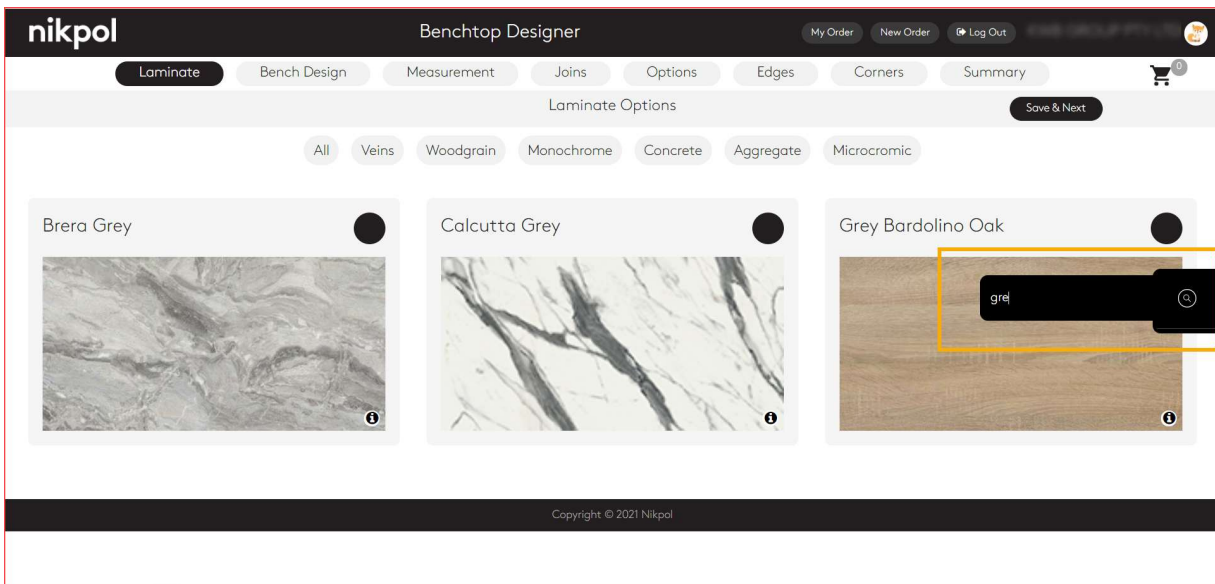 nikpol
Benchtop Designer
My Order
New Order
Log Out
Laminate
Bench Design
Measurement
Joins
Options
Edges
Corners
Summary
0
Laminate Options
Save & Next
All
Veins
Woodgrain
Monochrome
Concrete
Aggregate
Microcromic
Brera Grey
Calcutta Grey
Grey Bardolino Oak
gre
Copyright © 2021 Nikpol